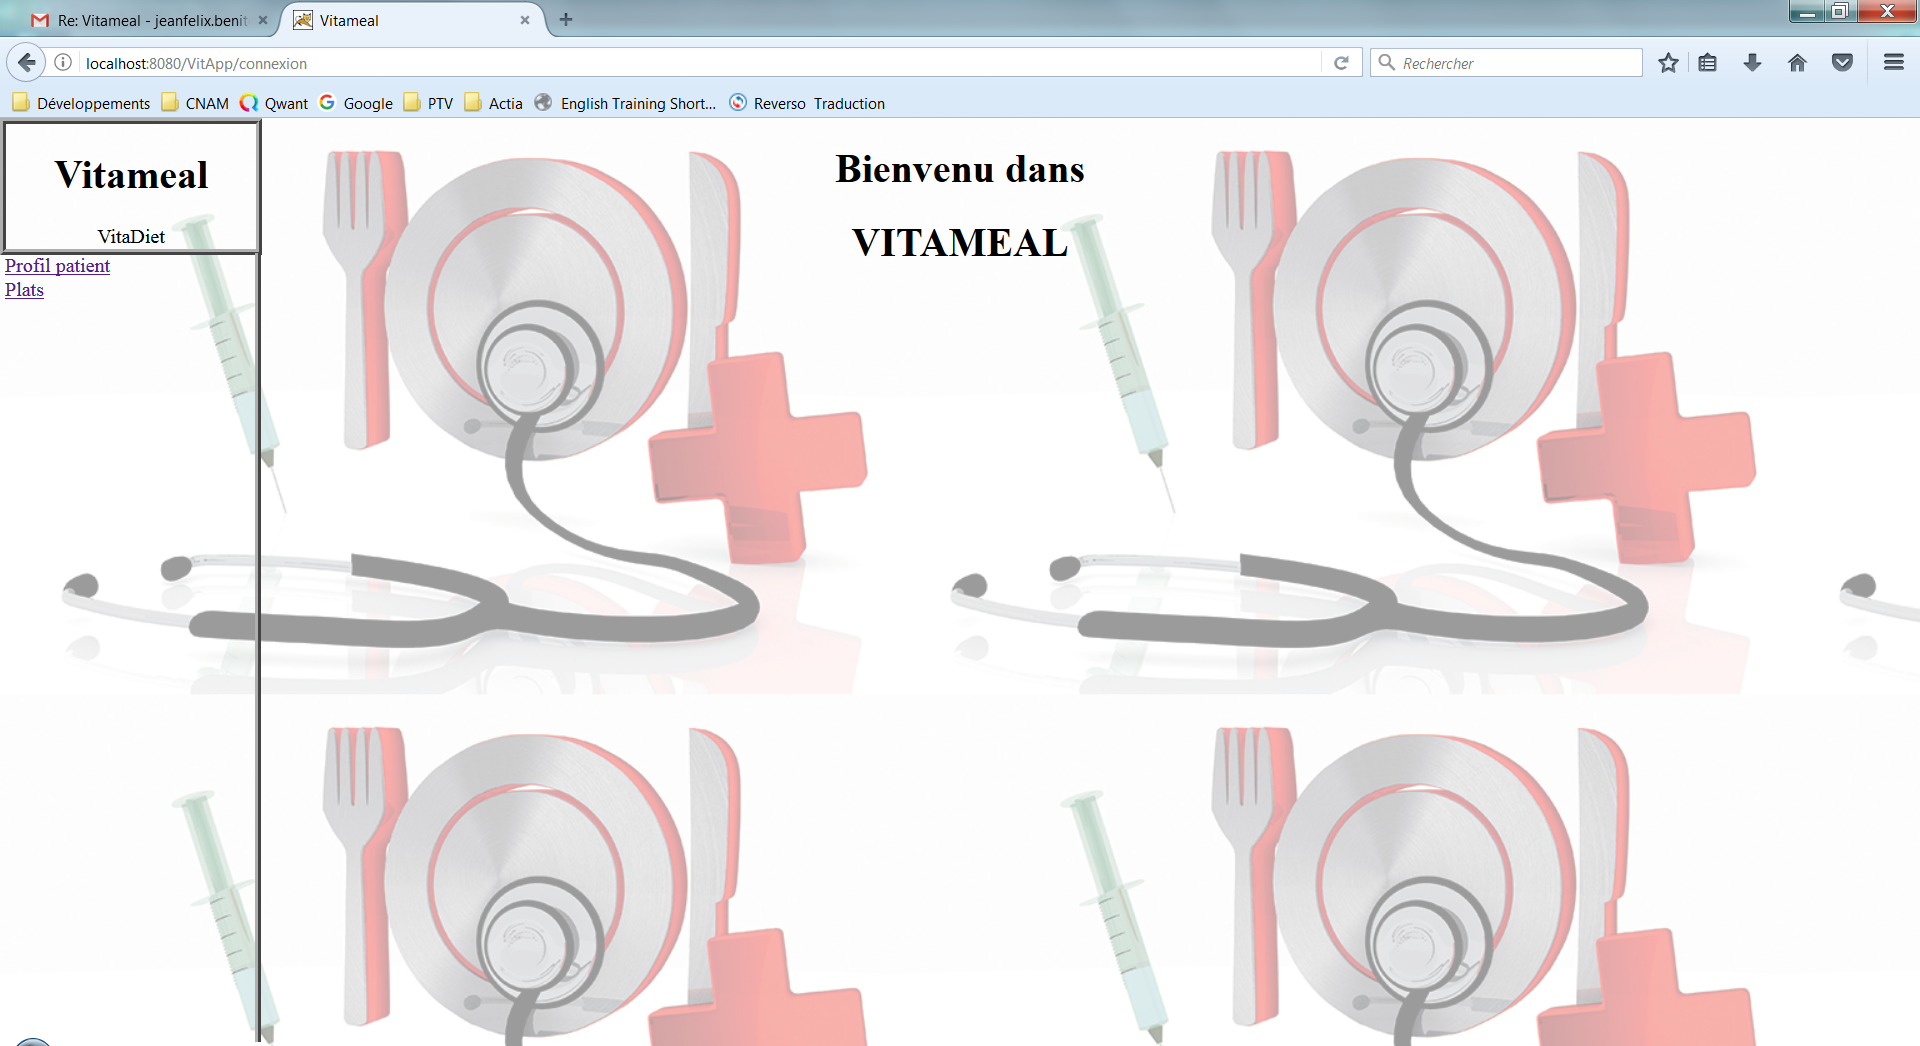 Re: Vitameal - jeanfelix.benit
Vitameal
localhost:8080/VitApp/connexion
Rechercher
Développements CNAM Qwant Google PTV Actia English Training Short... Reverso Traduction
Vitameal
VitaDiet
Profil patient
Plats
Bienvenu dans
VITAMEAL